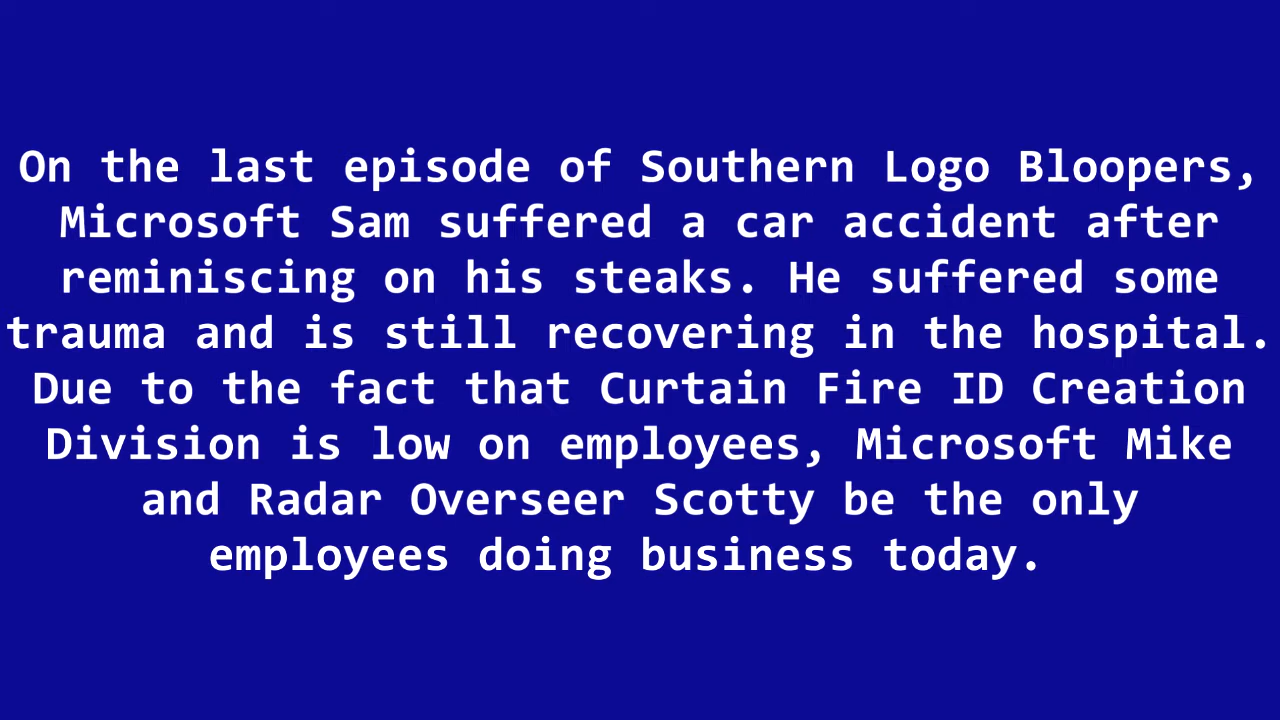 On the last episode of Southern Logo Bloopers,
Microsoft Sam suffered a car accident after
reminiscing on his steaks. He suffered some
trauma and is still recovering in the hospital.
Due to the fact that Curtain Fire ID Creation
Division is low on employees, Microsoft Mike
and Radar Overseer Scotty be the only
employees doing business today.